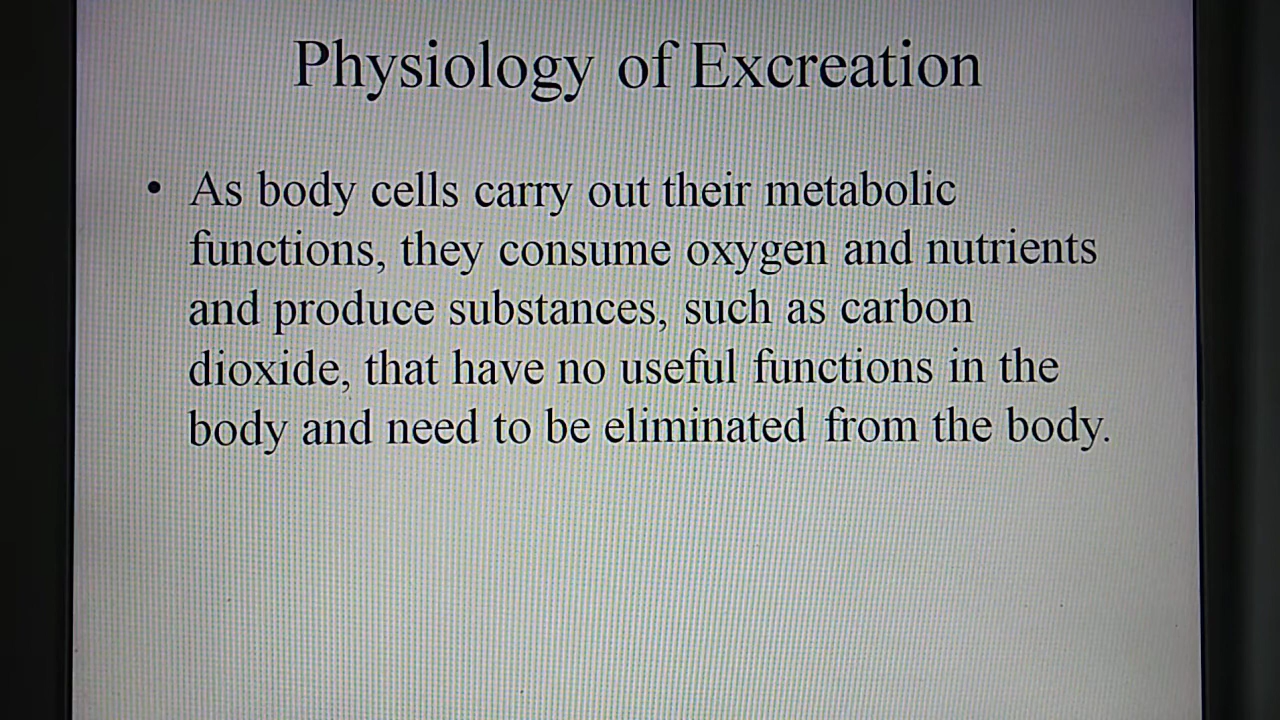 Physiology of Excreation
• As body cells carry out their metabolic
functions, they consume oxygen and nutrients
and produce substances, such as carbon
dioxide, that have no useful functions in the
body and need to be eliminated from the body.